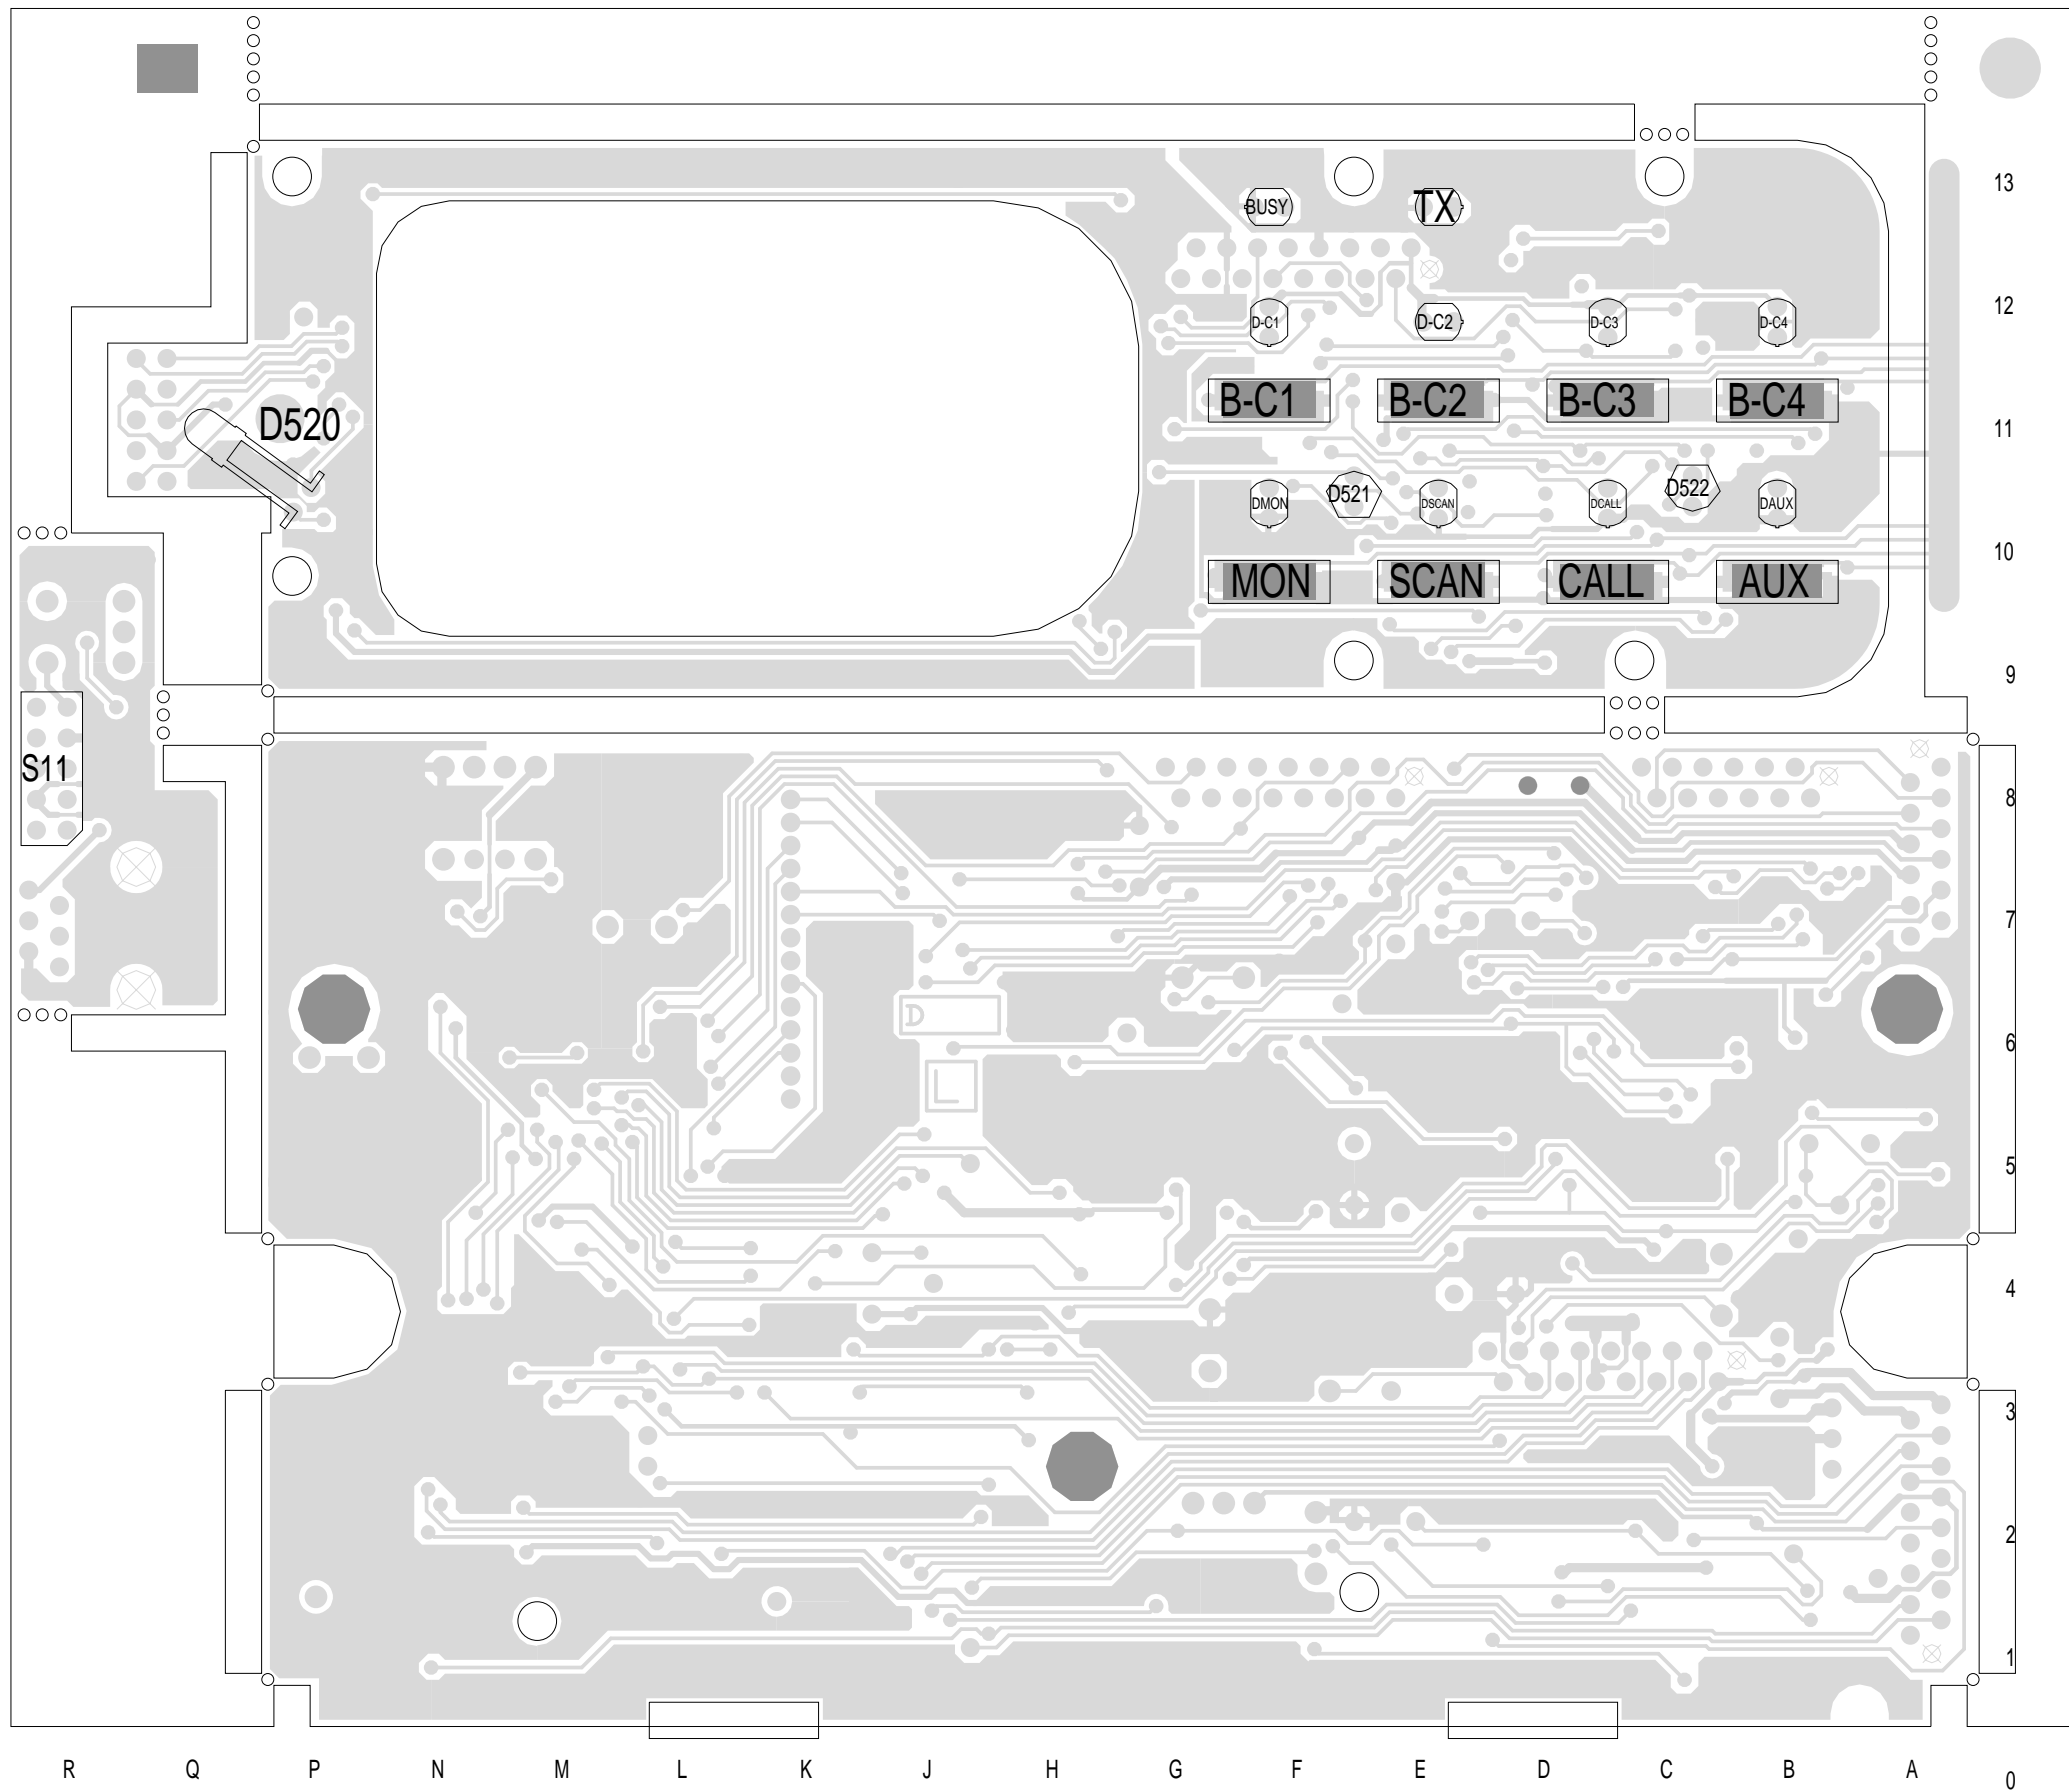 13
BUSY TX
12
D-C1 D-C2 D-C3 D-C4
B-C1 B-C2 B-C3 B-C4
D520
11
D521 D522
DMON DSCAN DCALL DAUX
10
MON SCAN CALL AUX
9
S11
8
7
D
6
L
5
4
3
2
1
R Q P N M L K J H G F E D C B A 0